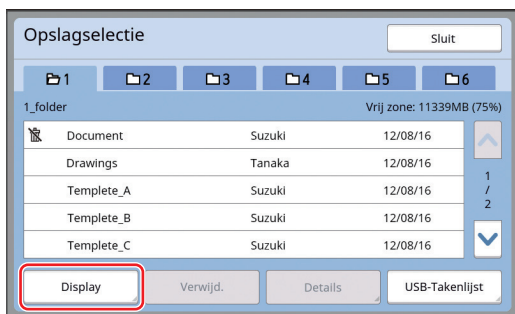 Opslagselectie Sluit
1 2 3 4 5 6
1_folder Vrij zone: 11339MB (75%)
Document Suzuki 12/08/16
Drawings Tanaka 12/08/16
Templete_A Suzuki 12/08/16
Templete_B Suzuki 12/08/16
Templete_C Suzuki 12/08/16
1
/
2
Display Verwijd. Details USB-Takenlijst